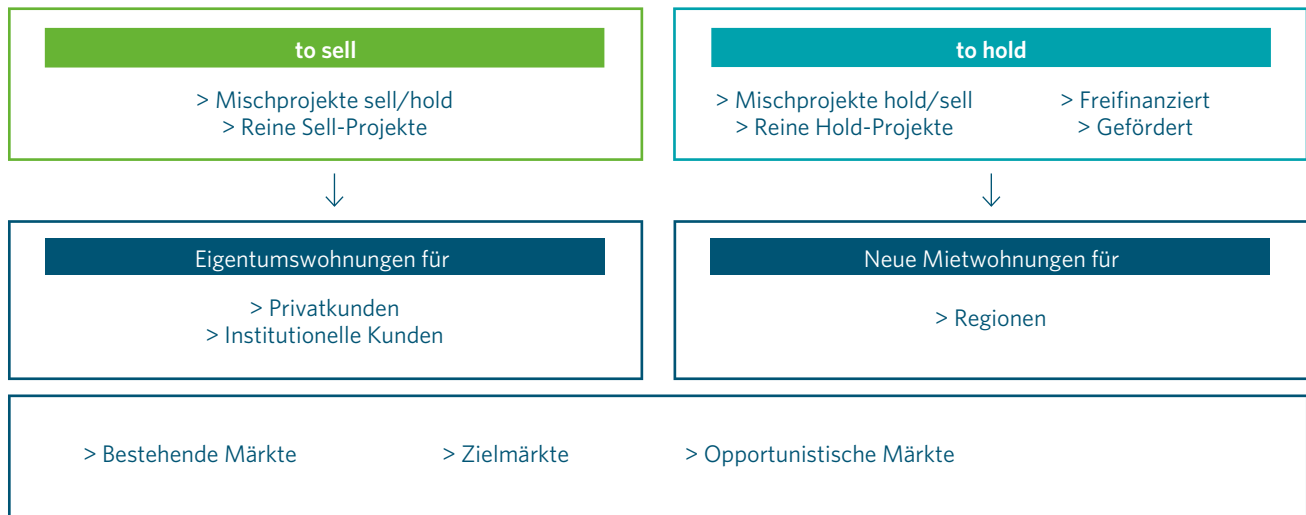 to sell
> Mischprojekte sell/hold
> Reine Sell-Projekte
to hold
> Mischprojekte hold/sell
> Reine Hold-Projekte
> Freifinanziert
> Gefördert
Eigentumswohnungen für
> Privatkunden
> Institutionelle Kunden
Neue Mietwohnungen für
> Regionen
> Bestehende Märkte
> Zielmärkte
> Opportunistische Märkte